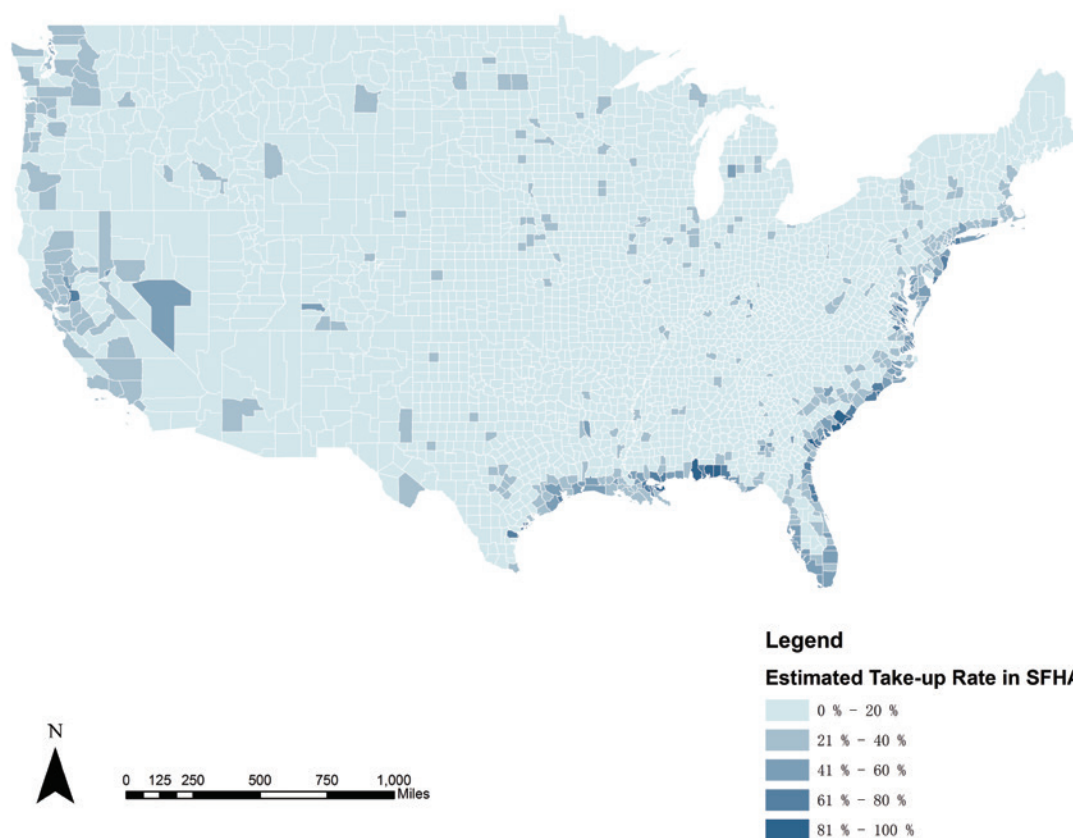 Legend
Estimated Take-up Rate in SFHA
0 % - 20 %
21 % - 40 %
41 % - 60 %
61 % - 80 %
81 % - 100 %
N
0 125 250 500 750 1,000
Miles